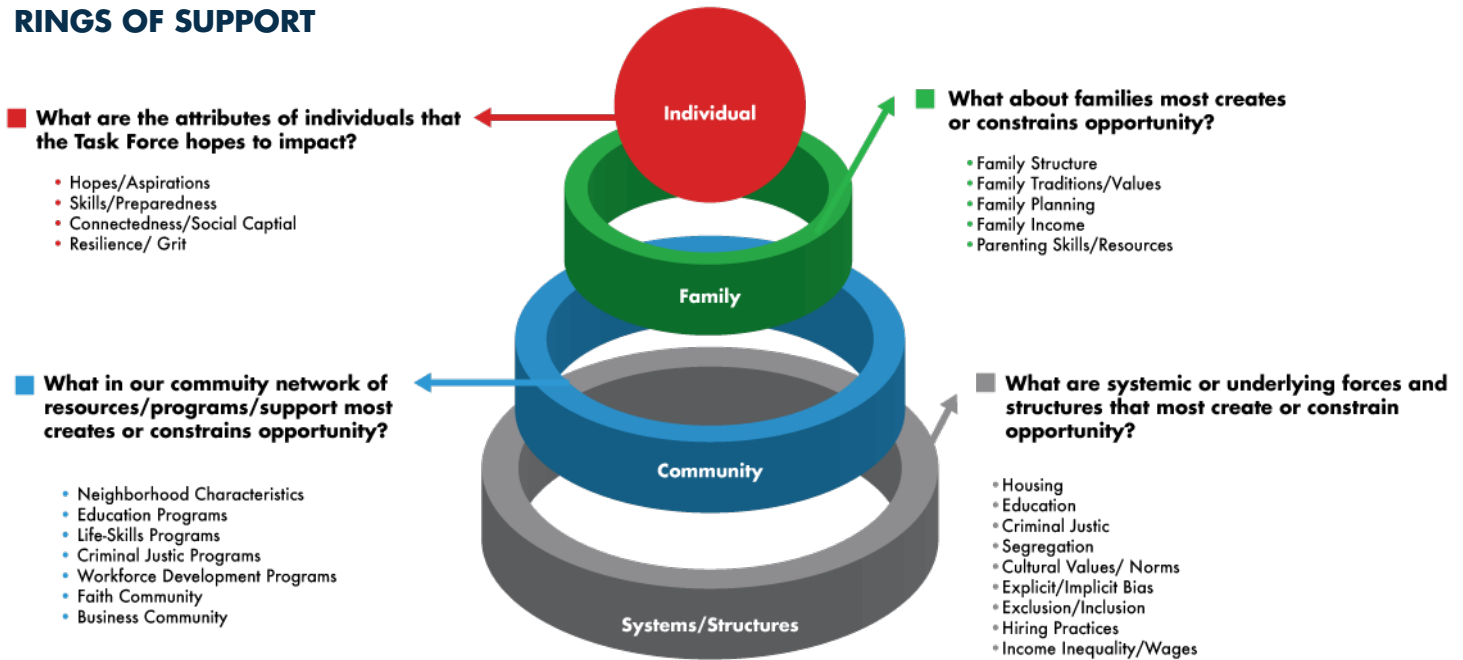 RINGS OF SUPPORT
Individual
Family
Community
Systems/Structures
What are the attributes of individuals that
the Task Force hopes to impact?
• Hopes/Aspirations
• Skills/Preparedness
• Connectedness/Social Captial
• Resilience/ Grit
What about families most creates
or constrains opportunity?
• Family Structure
• Family Traditions/Values
• Family Planning
• Family Income
• Parenting Skills/Resources
What in our commuity network of
resources/programs/support most
creates or constrains opportunity?
• Neighborhood Characteristics
• Education Programs
• Life-Skills Programs
• Criminal Justic Programs
• Workforce Development Programs
• Faith Community
• Business Community
What are systemic or underlying forces and
structures that most create or constrain
opportunity?
• Housing
• Education
• Criminal Justic
• Segregation
• Cultural Values/ Norms
• Explicit/Implicit Bias
• Exclusion/Inclusion
• Hiring Practices
• Income Inequality/Wages